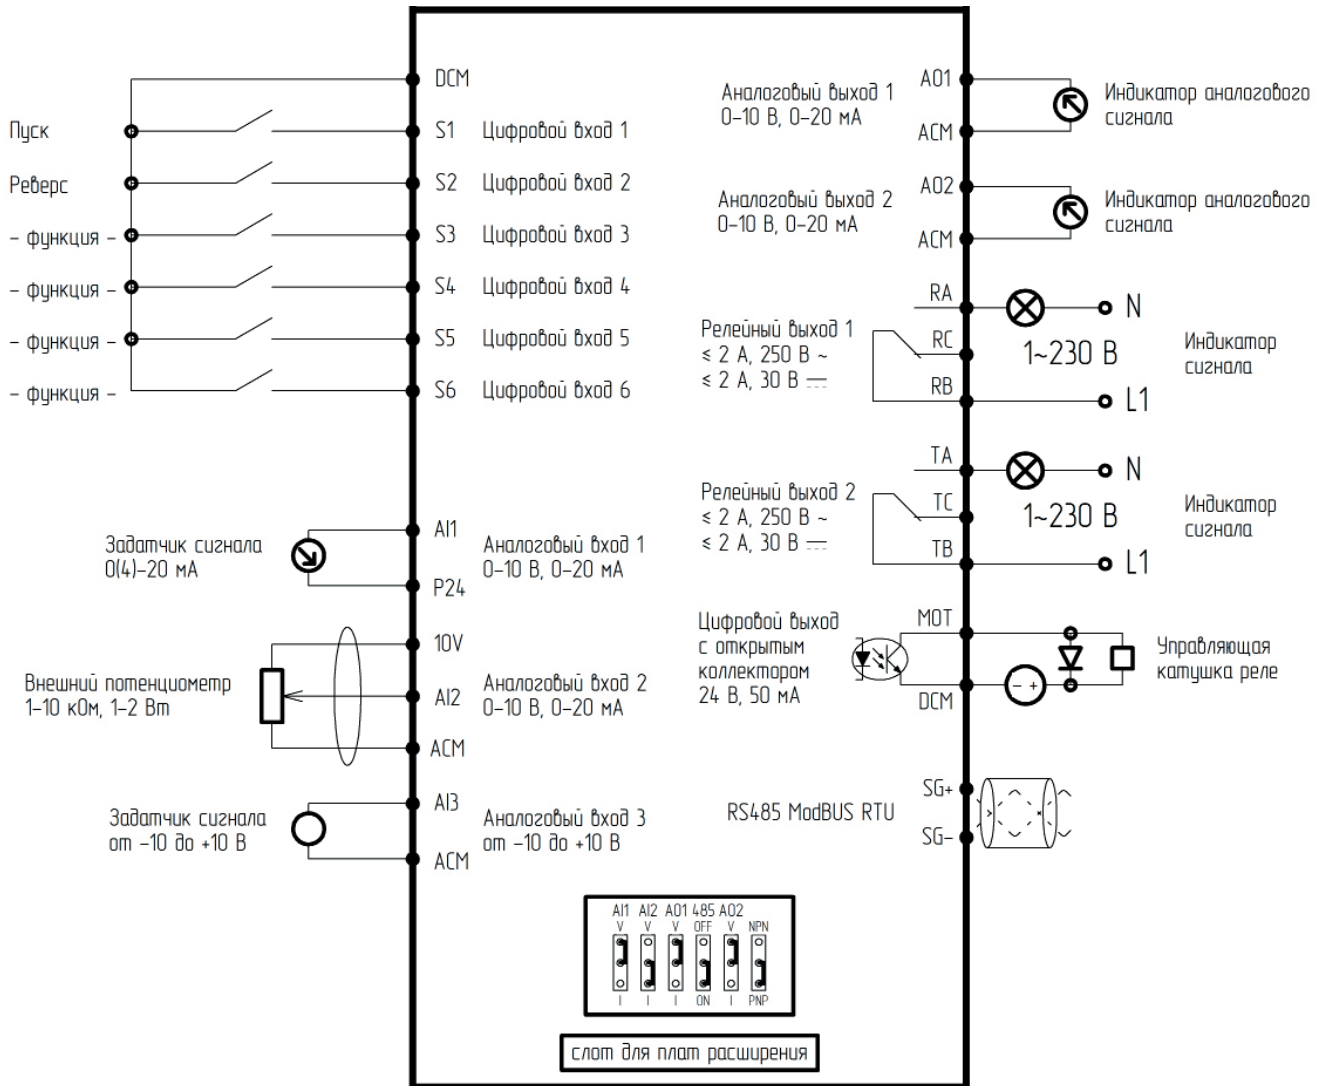 DCM
Пуск
S1 Цифровой вход 1
Реверс
S2 Цифровой вход 2
– функция –
S3 Цифровой вход 3
– функция –
S4 Цифровой вход 4
– функция –
S5 Цифровой вход 5
– функция –
S6 Цифровой вход 6
Задатчик сигнала
0(4)–20 мА
AI1
Аналоговый вход 1
0–10 В, 0–20 мА
P24
Внешний потенциометр
1–10 кОм, 1–2 Вт
10V
AI2
Аналоговый вход 2
0–10 В, 0–20 мА
ACM
Задатчик сигнала
от –10 до +10 В
AI3
Аналоговый вход 3
от –10 до +10 В
ACM
Аналоговый выход 1
0–10 В, 0–20 мА
AO1
ACM
Индикатор аналогового
сигнала
Аналоговый выход 2
0–10 В, 0–20 мА
AO2
ACM
Индикатор аналогового
сигнала
Релейный выход 1
≤ 2 А, 250 В ~
≤ 2 А, 30 В ⎓
RA
RC
RB
N
1~230 В
L1
Индикатор
сигнала
Релейный выход 2
≤ 2 А, 250 В ~
≤ 2 А, 30 В ⎓
TA
TC
TB
N
1~230 В
L1
Индикатор
сигнала
Цифровой выход
с открытым
коллектором
24 В, 50 мА
MOT
DCM
– +
Управляющая
катушка реле
RS485 ModBUS RTU
SG+
SG–
AI1 AI2 AO1 485 AO2
V V V OFF V NPN
I I I ON I PNP
слот для плат расширения